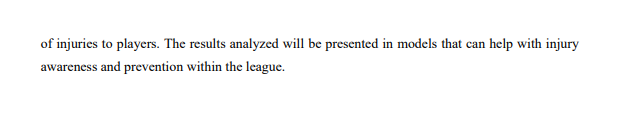 of injuries to players. The results analyzed will be presented in models that can help with injury
awareness and prevention within the league.